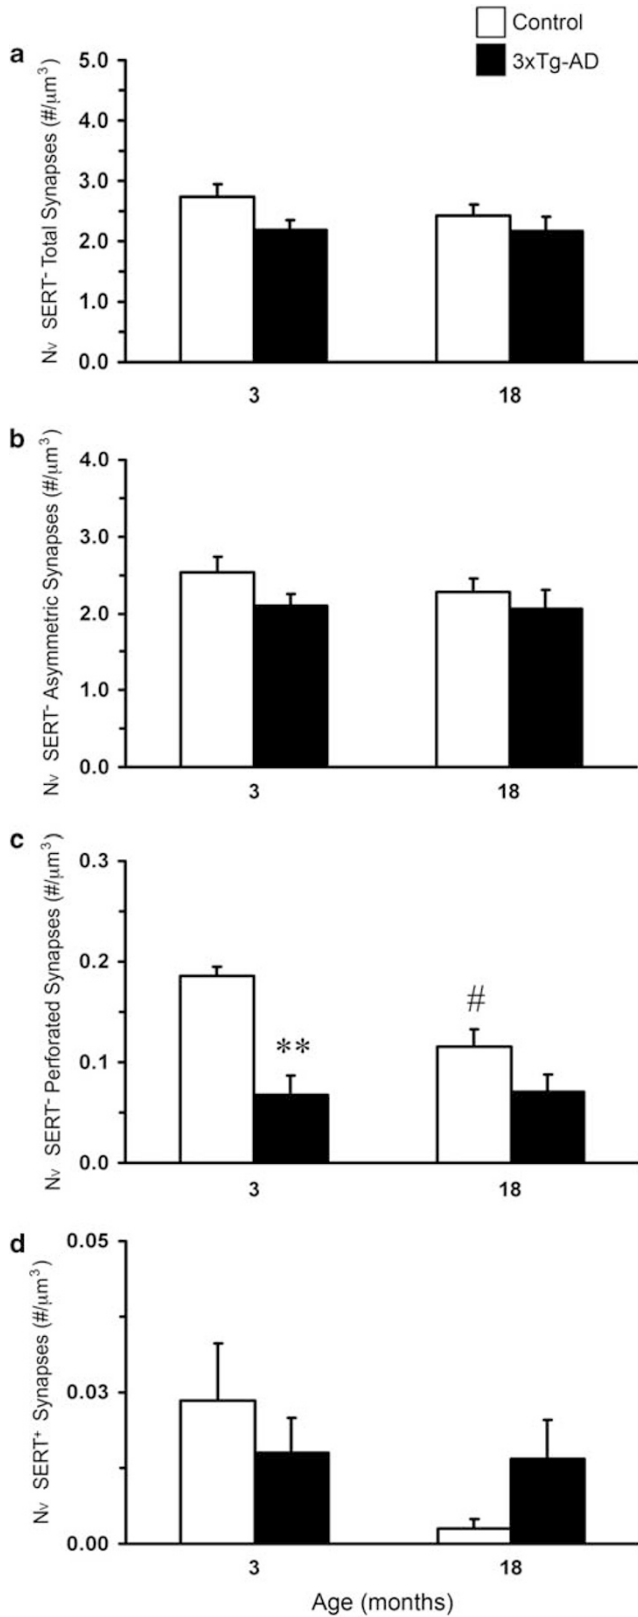 Control
3xTg-AD
a
Nv SERT⁻ Total Synapses (#/μm³)
5.0
4.0
3.0
2.0
1.0
0.0
3 18
b
Nv SERT⁻ Asymmetric Synapses (#/μm³)
4.0
3.0
2.0
1.0
0.0
3 18
c
Nv SERT⁻ Perforated Synapses (#/μm³)
0.3
0.2
0.1
0.0
**
#
3 18
d
Nv SERT⁺ Synapses (#/μm³)
0.05
0.03
0.00
3 18
Age (months)